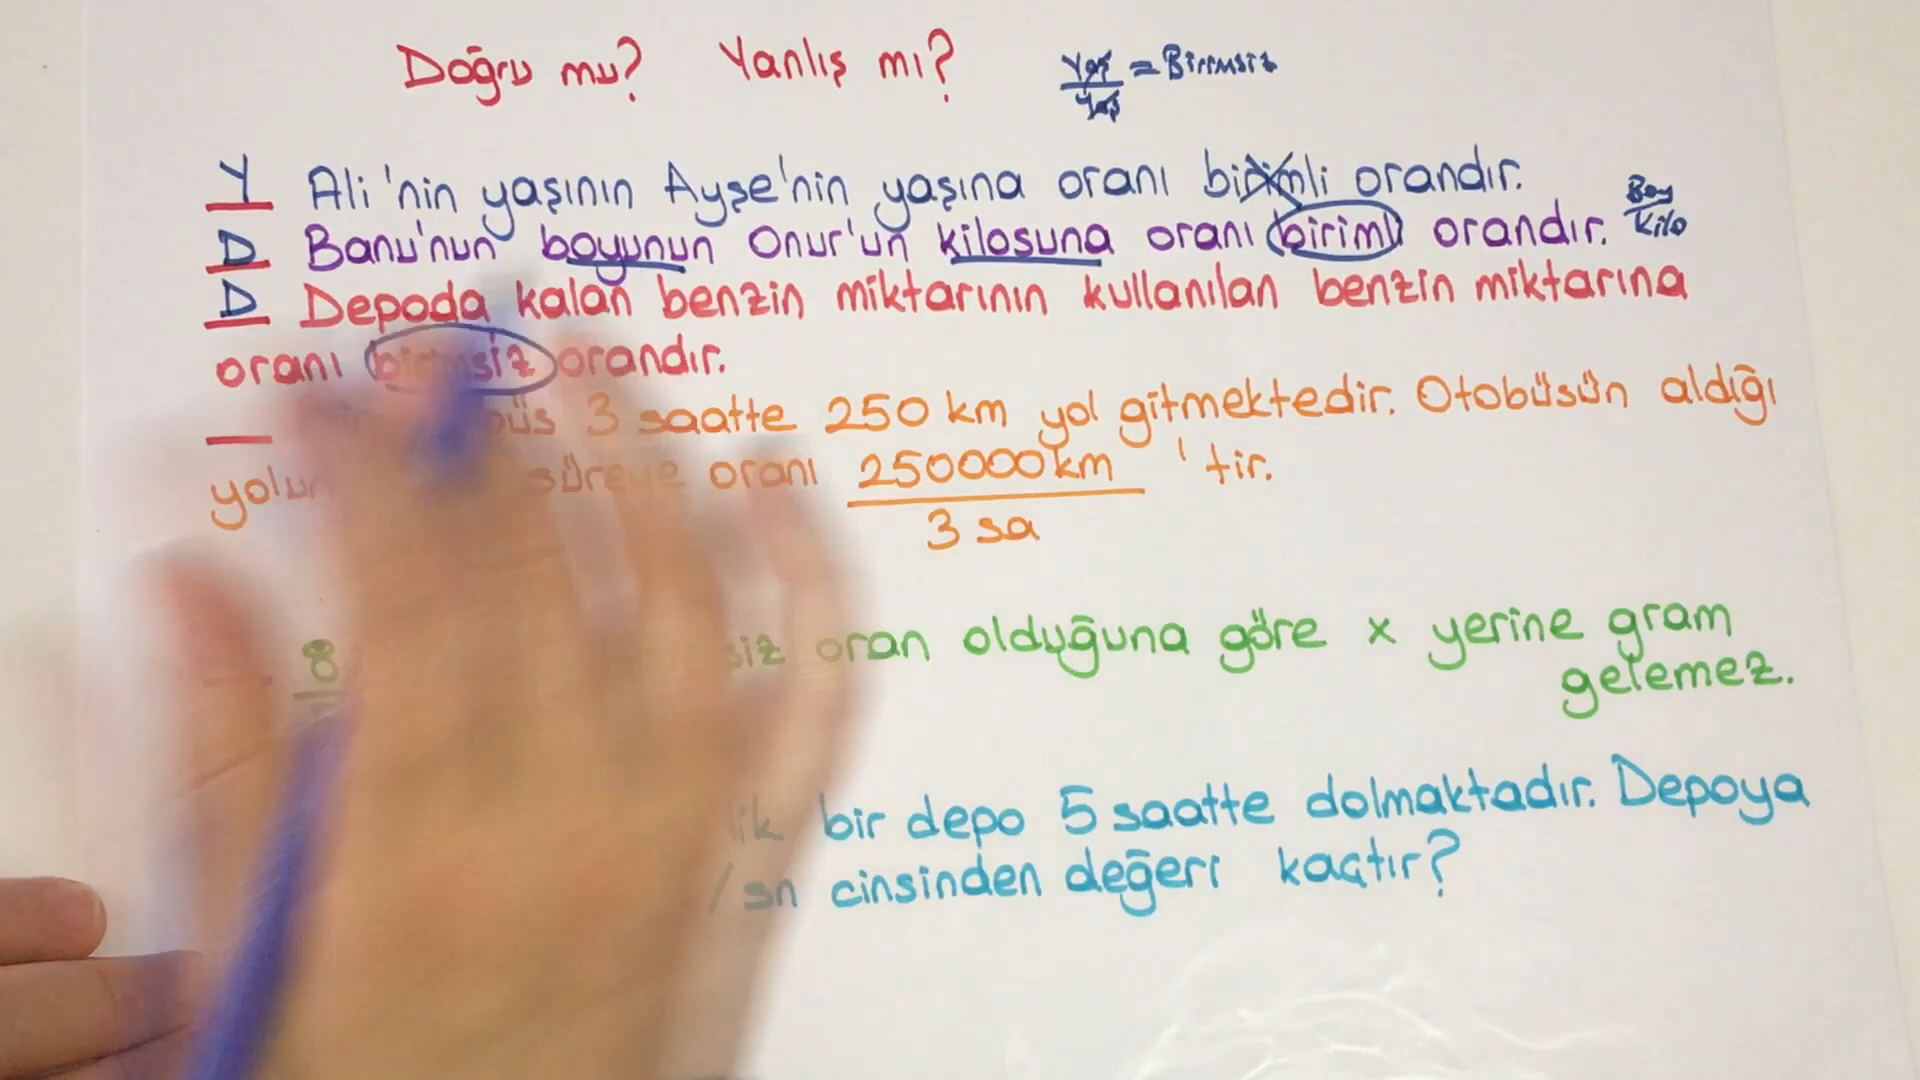 Doğru mu? Yanlış mı?
Yaş
Yaş
= Birimsiz
Y Ali'nin yaşının Ayşe'nin yaşına oranı birimli orandır.
D Banu'nun boyunun Onur'un kilosuna oranı birimli orandır.
Boy
Kilo
D Depoda kalan benzin miktarının kullanılan benzin miktarına
oranı birimsiz orandır.
3 saatte 250 km yol gitmektedir. Otobüsün aldığı
süreye oranı 250000km 'tir.
3 sa
8 oran olduğuna göre x yerine gram
gelemez.
bir depo 5 saatte dolmaktadır. Depoya
/ sn cinsinden değeri kaçtır?